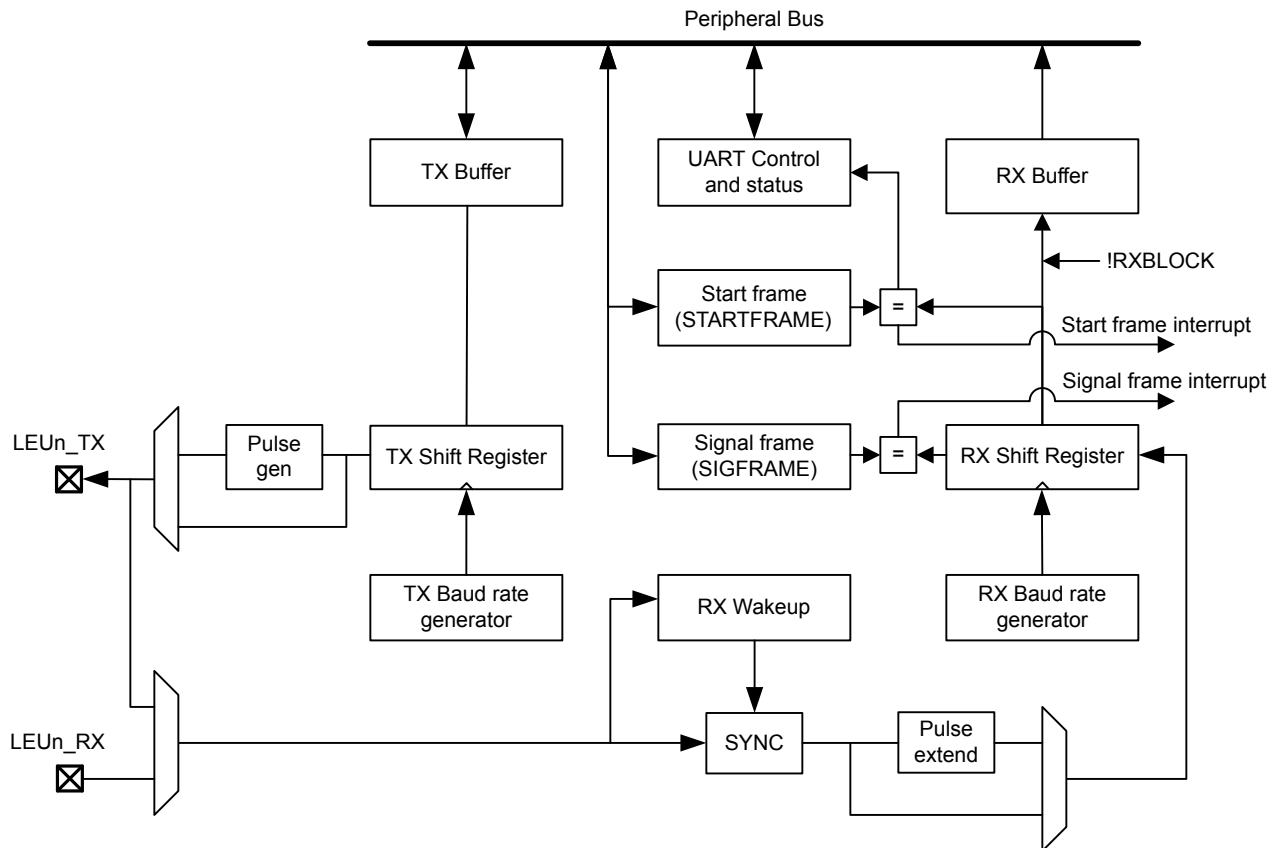 Peripheral Bus
TX Buffer
UART Control
and status
RX Buffer
!RXBLOCK
Start frame
(STARTFRAME)
=
Start frame interrupt
Signal frame interrupt
LEUn_TX
Pulse
gen
TX Shift Register
Signal frame
(SIGFRAME)
=
RX Shift Register
TX Baud rate
generator
RX Wakeup
RX Baud rate
generator
LEUn_RX
SYNC
Pulse
extend